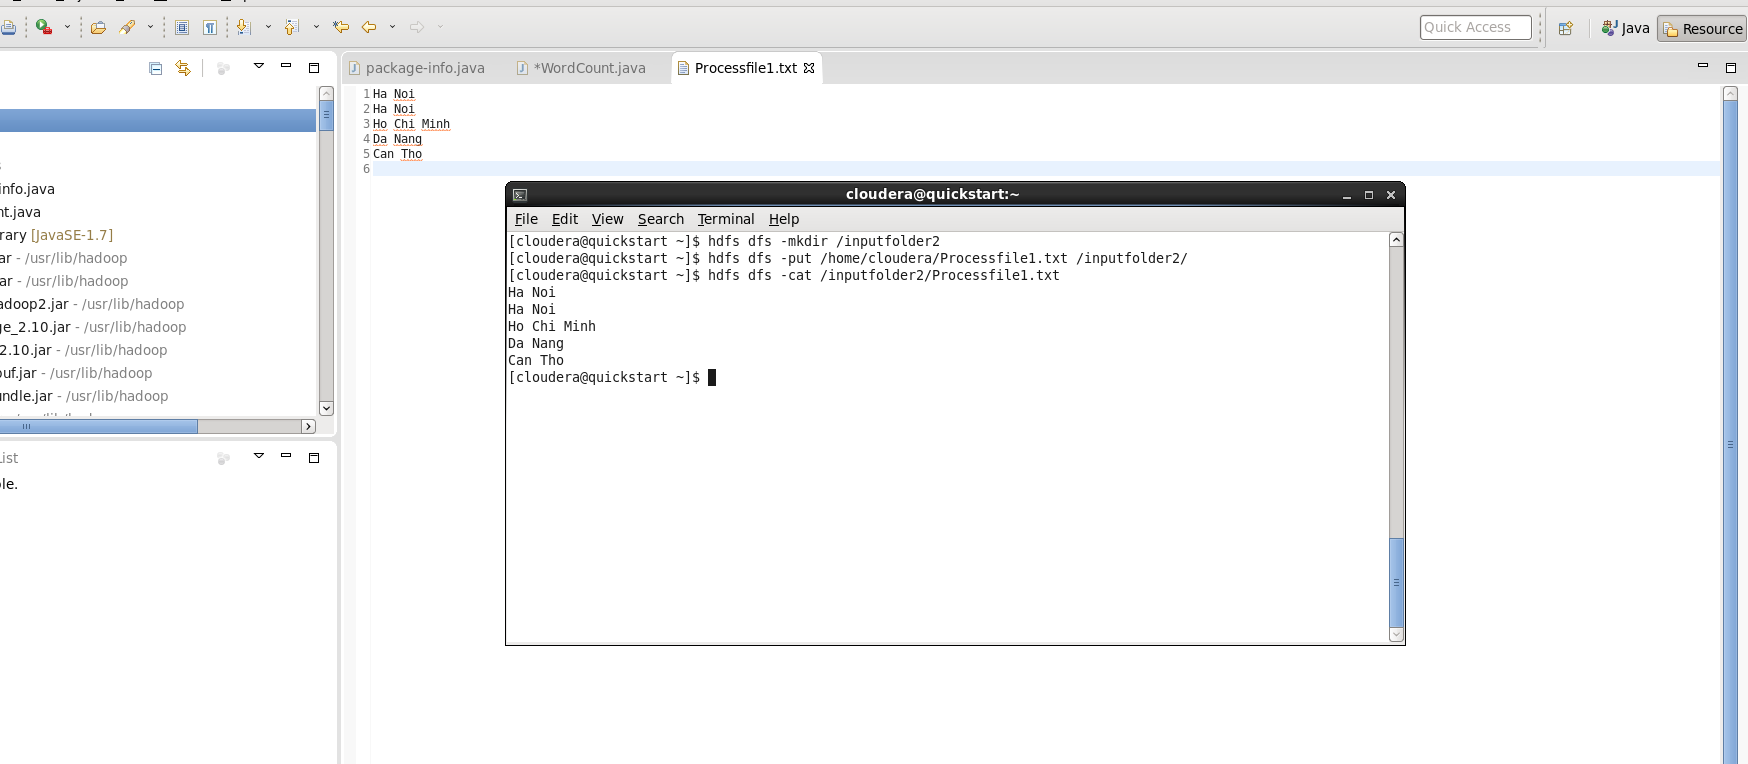 Quick Access
Java
Resource
package-info.java
*WordCount.java
Processfile1.txt
1 Ha Noi
2 Ha Noi
3 Ho Chi Minh
4 Da Nang
5 Can Tho
6
info.java
nt.java
rary [JavaSE-1.7]
ar - /usr/lib/hadoop
ar - /usr/lib/hadoop
adoop2.jar - /usr/lib/hadoop
ge_2.10.jar - /usr/lib/hadoop
2.10.jar - /usr/lib/hadoop
buf.jar - /usr/lib/hadoop
undle.jar - /usr/lib/hadoop
List
ble.
cloudera@quickstart:~
File Edit View Search Terminal Help
[cloudera@quickstart ~]$ hdfs dfs -mkdir /inputfolder2
[cloudera@quickstart ~]$ hdfs dfs -put /home/cloudera/Processfile1.txt /inputfolder2/
[cloudera@quickstart ~]$ hdfs dfs -cat /inputfolder2/Processfile1.txt
Ha Noi
Ha Noi
Ho Chi Minh
Da Nang
Can Tho
[cloudera@quickstart ~]$